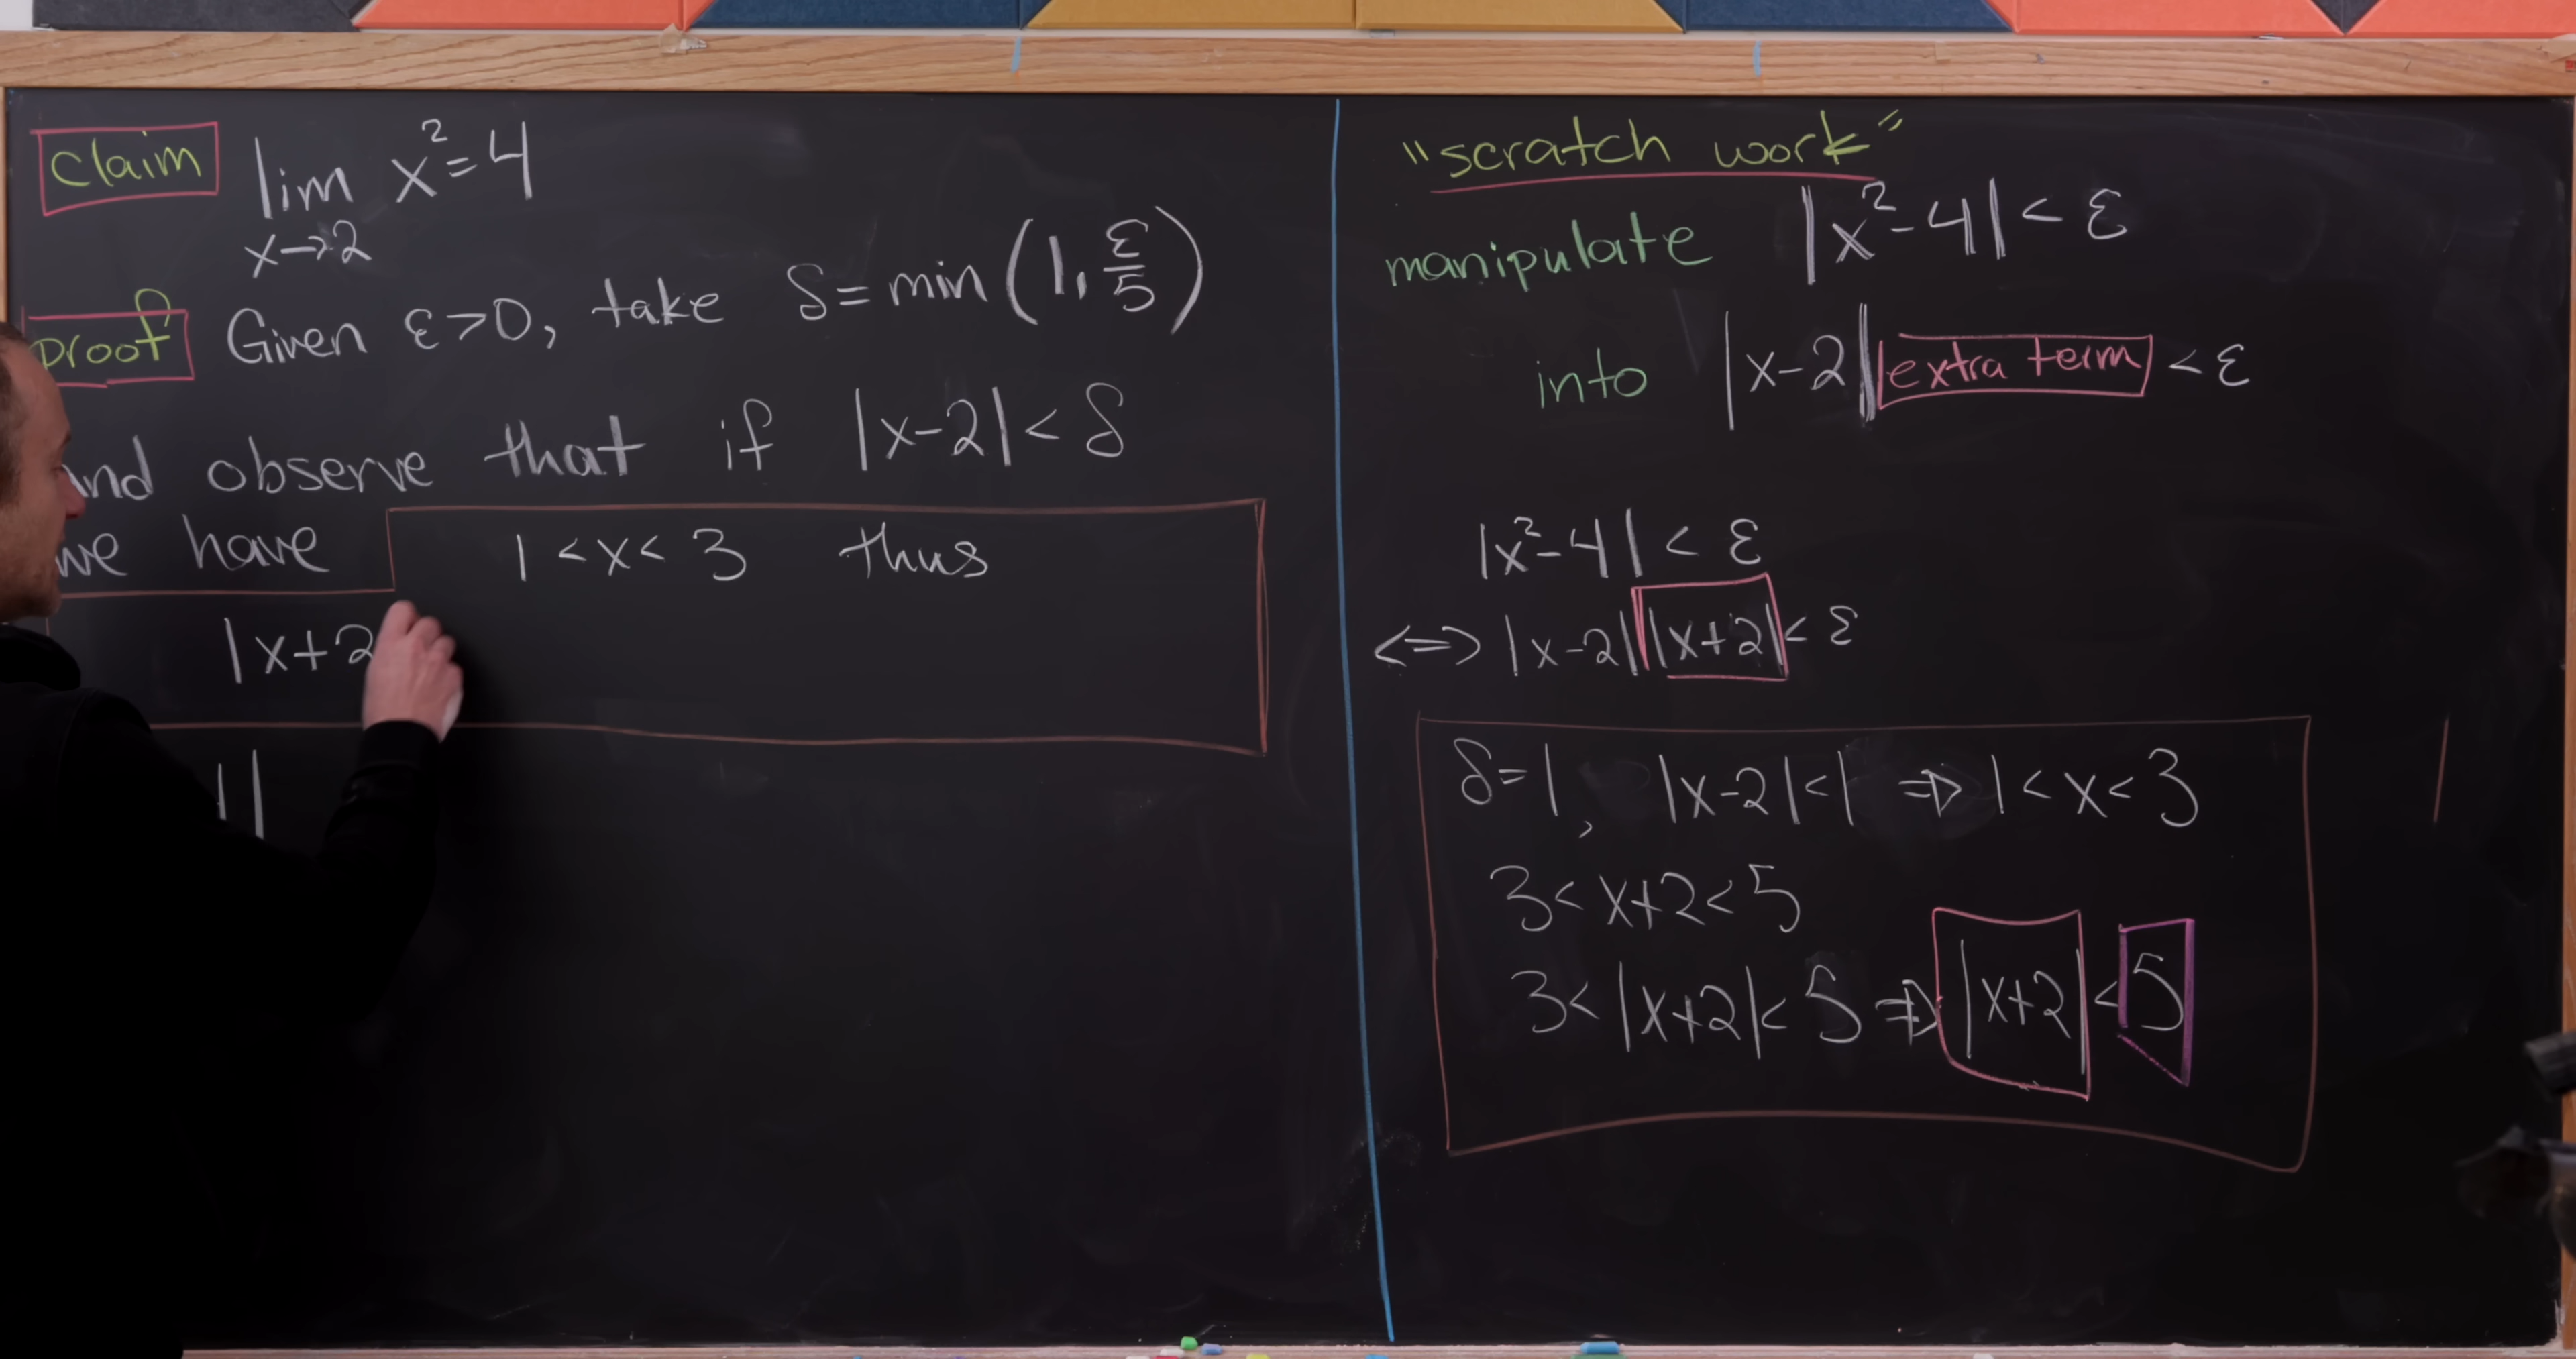 Claim lim x² = 4
x→2
Proof Given ε>0, take δ = min(1, ε/5)
and observe that if |x-2| < δ
we have 1 < x < 3 thus
|x+2
"scratch work"
manipulate |x²-4| < ε
into |x-2| extra term < ε
|x²-4| < ε
<=> |x-2||x+2| < ε
δ=1, |x-2|<1 ⇒ 1 < x < 3
3 < x+2 < 5
3 < |x+2| < 5 ⇒ |x+2| < 5